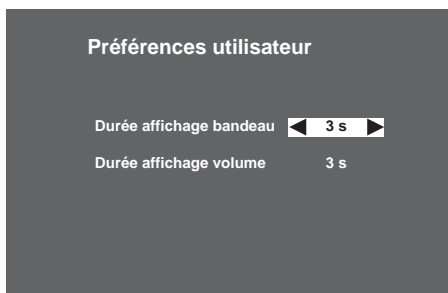 Préférences utilisateur
Durée affichage bandeau 3 s
Durée affichage volume 3 s